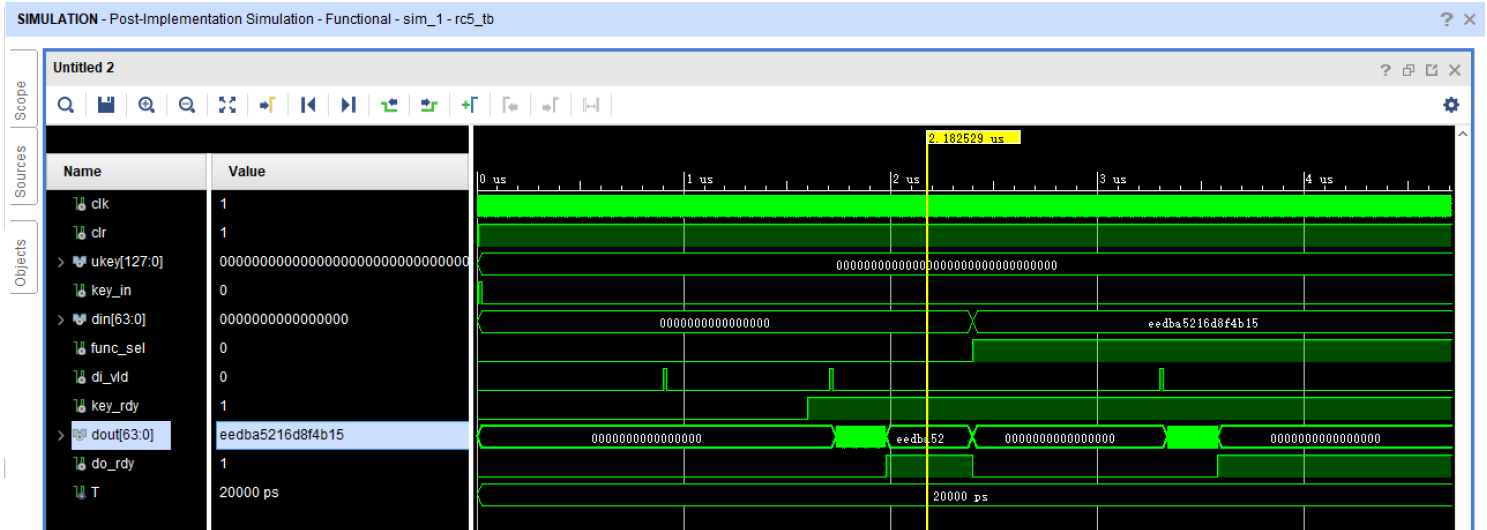 SIMULATION - Post-Implementation Simulation - Functional - sim_1 - rc5_tb
Untitled 2
Scope
Sources
Objects
2.182529 us
Name Value
0 us 1 us 2 us 3 us 4 us
clk 1
clr 1
ukey[127:0] 00000000000000000000000000000000 00000000000000000000000000000000
key_in 0
din[63:0] 0000000000000000 0000000000000000 eedba5216d8f4b15
func_sel 0
di_vld 0
key_rdy 1
dout[63:0] eedba5216d8f4b15 0000000000000000 eedba52 0000000000000000 0000000000000000
do_rdy 1
T 20000 ps 20000 ps